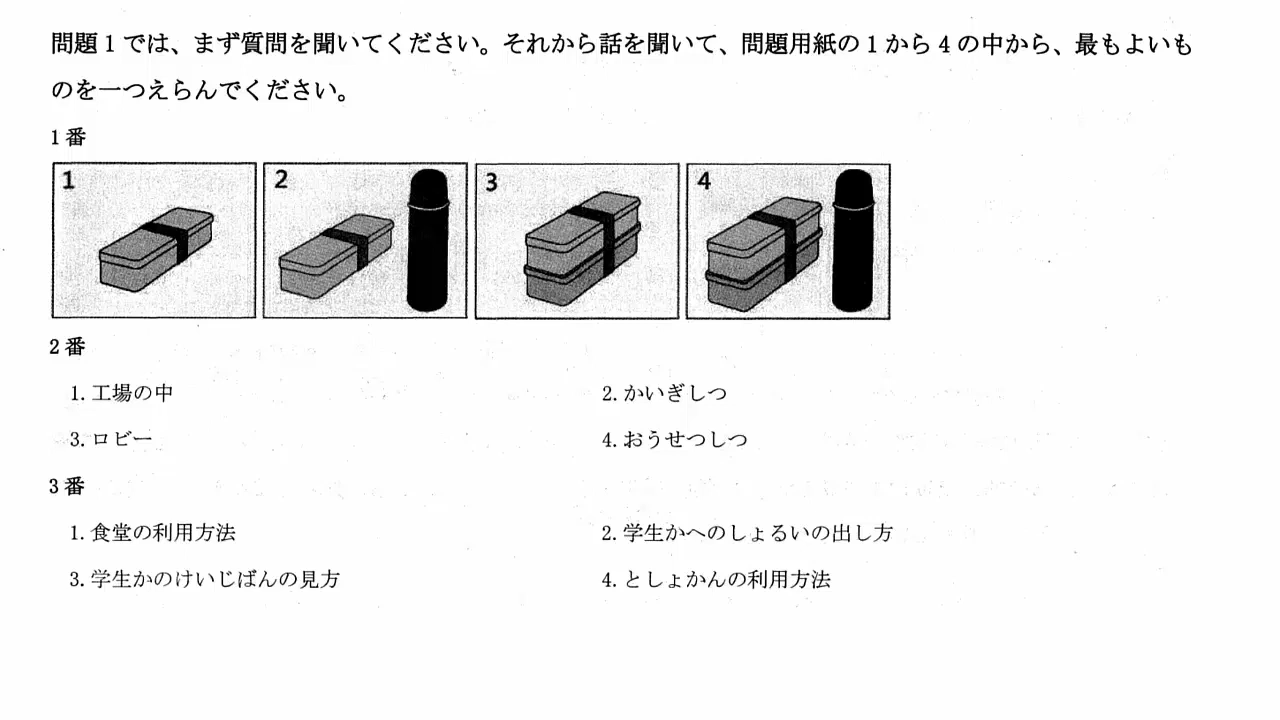 問題1では、まず質問を聞いてください。それから話を聞いて、問題用紙の1から4の中から、最もよいも
のを一つえらんでください。
1番
1 2 3 4
2番
1. 工場の中 2. かいぎしつ
3. ロビー 4. おうせつしつ
3番
1. 食堂の利用方法 2. 学生かへのしょるいの出し方
3. 学生かのけいじばんの見方 4. としょかんの利用方法